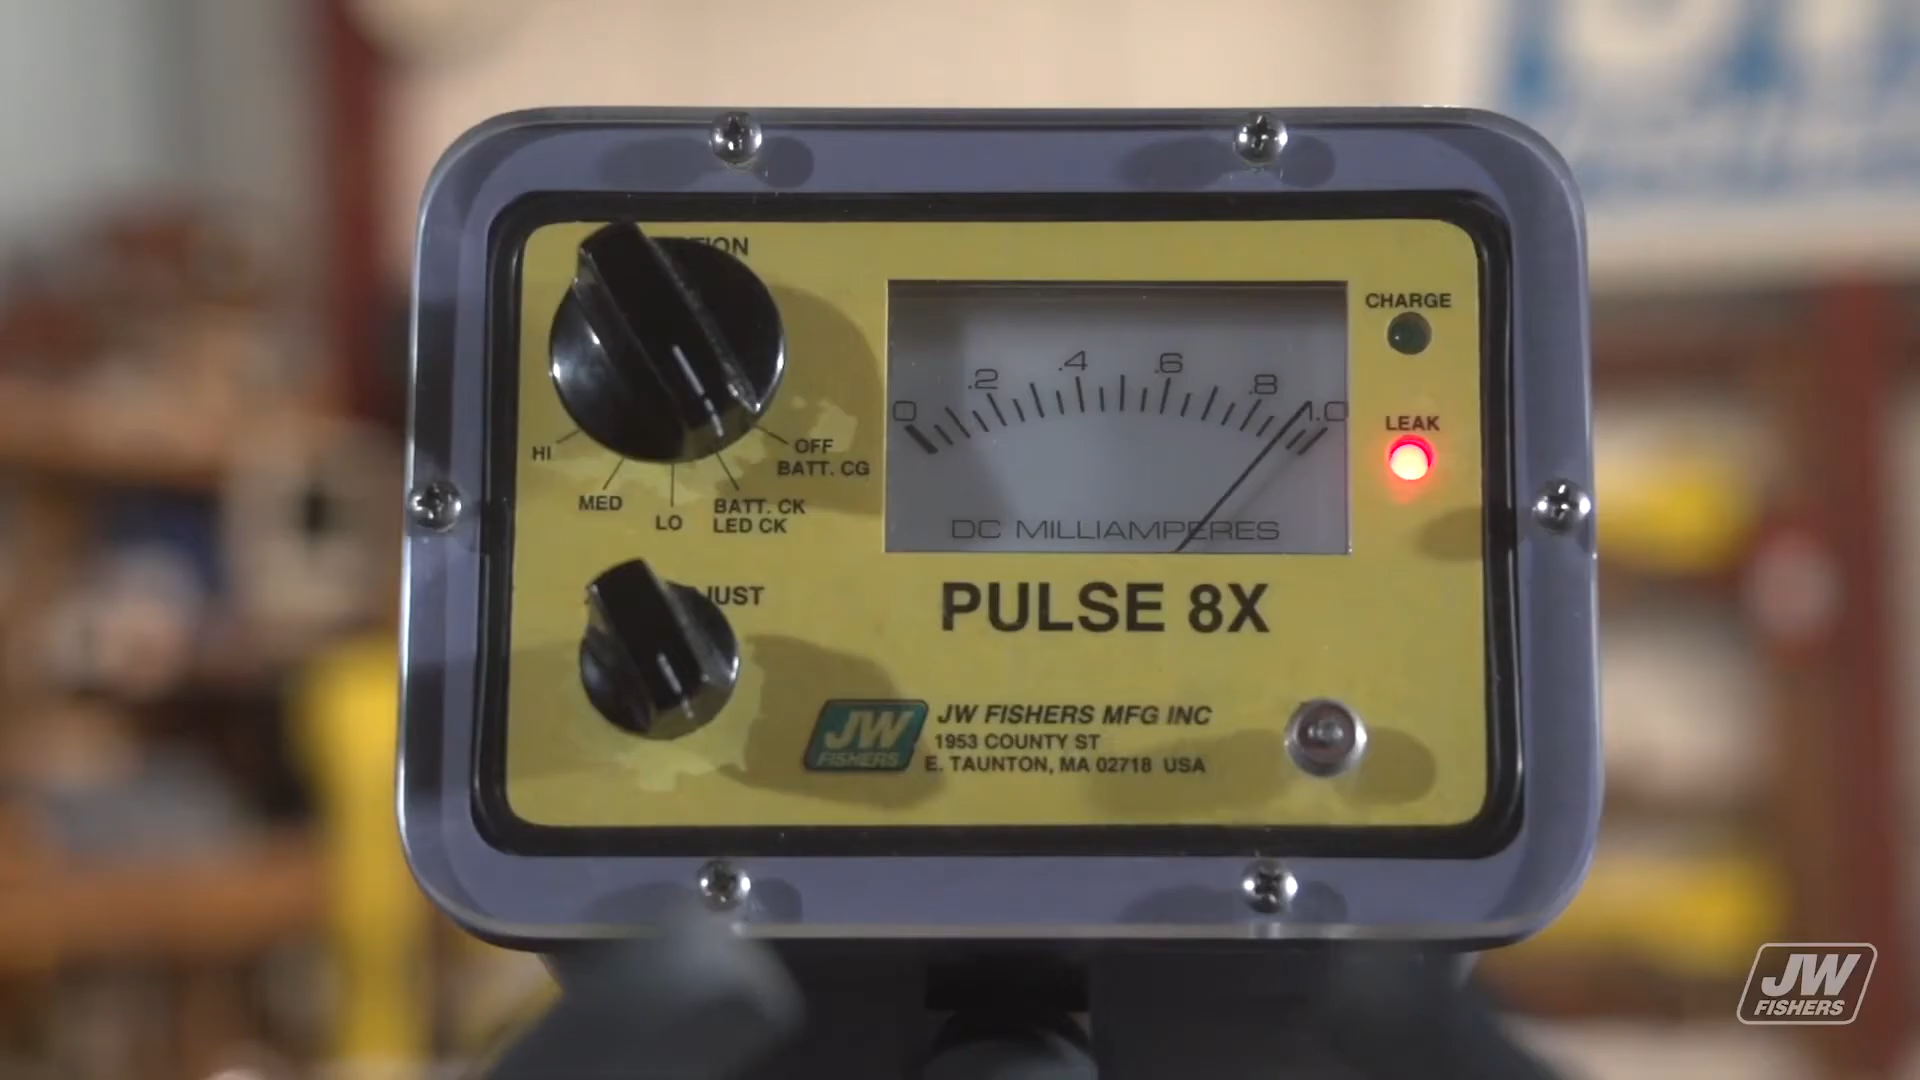 HI
MED
LO
BATT. CK
LED CK
OFF
BATT. CG
0 .2 .4 .6 .8 1.0
DC MILLIAMPERES
CHARGE
LEAK
PULSE 8X
JW
FISHERS
JW FISHERS MFG INC
1953 COUNTY ST
E. TAUNTON, MA 02718 USA
JW
FISHERS